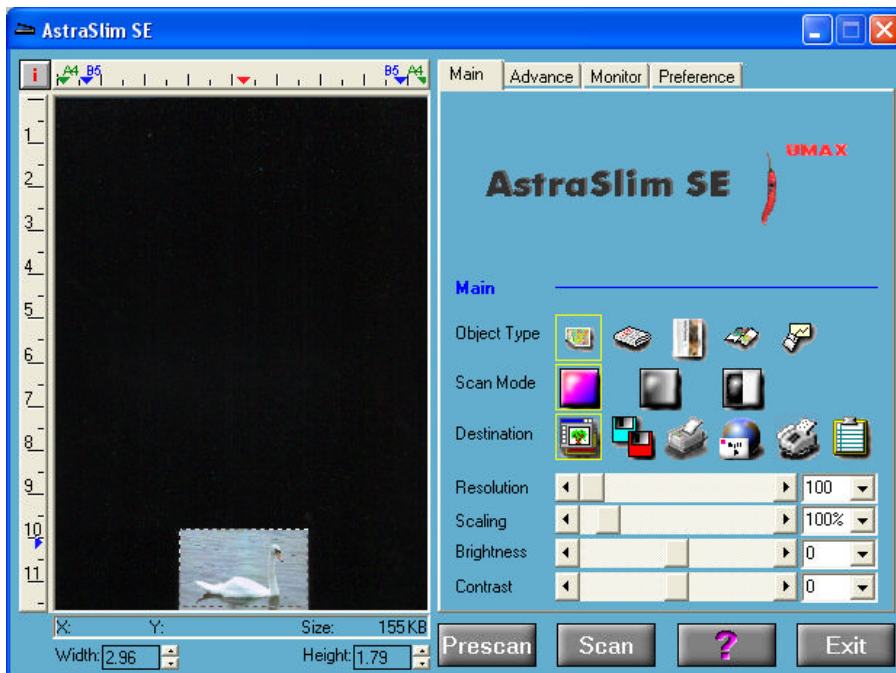 AstraSlim SE
i
A4 B5 B5 A4
Main Advance Monitor Preference
UMAX
AstraSlim SE
Main
Object Type
Scan Mode
Destination
Resolution 100
Scaling 100%
Brightness 0
Contrast 0
1
2
3
4
5
6
7
8
9
10
11
X: Y: Size: 155 KB
Width: 2.96 Height: 1.79
Prescan Scan ? Exit